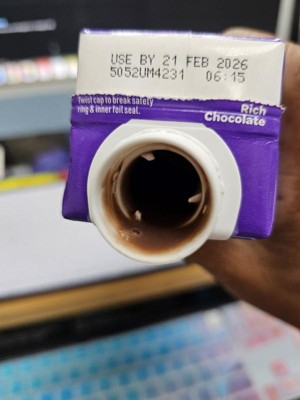 USE BY 21 FEB 2026
5052UM4231 06:15
Twist cap to break safety
ring & inner foil seal.
Rich
Chocolate